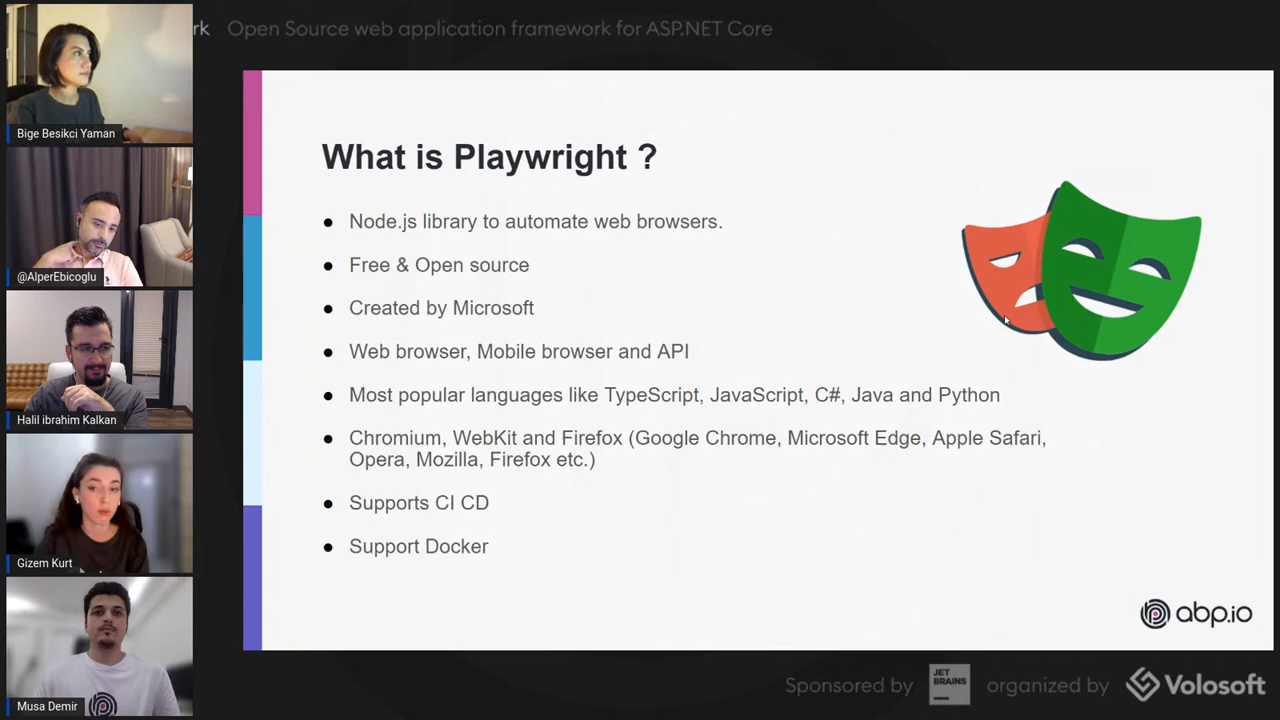 rk Open Source web application framework for ASP.NET Core
Bige Besikci Yaman
@AlperEbicoglu
Halil ibrahim Kalkan
Gizem Kurt
Musa Demir
What is Playwright ?
● Node.js library to automate web browsers.
● Free & Open source
● Created by Microsoft
● Web browser, Mobile browser and API
● Most popular languages like TypeScript, JavaScript, C#, Java and Python
● Chromium, WebKit and Firefox (Google Chrome, Microsoft Edge, Apple Safari,
Opera, Mozilla, Firefox etc.)
● Supports CI CD
● Support Docker
abp.io
Sponsored by
JET
BRAINS
organized by
Volosoft